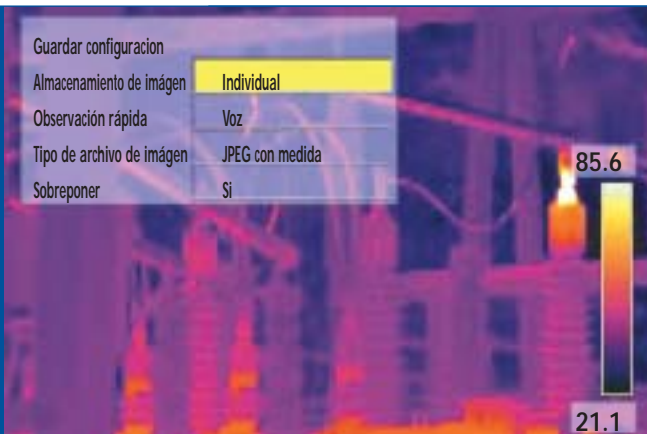 Guardar configuracion
Almacenamiento de imágen Individual
Observación rápida Voz
Tipo de archivo de imágen JPEG con medida
Sobreponer Si
85.6
21.1